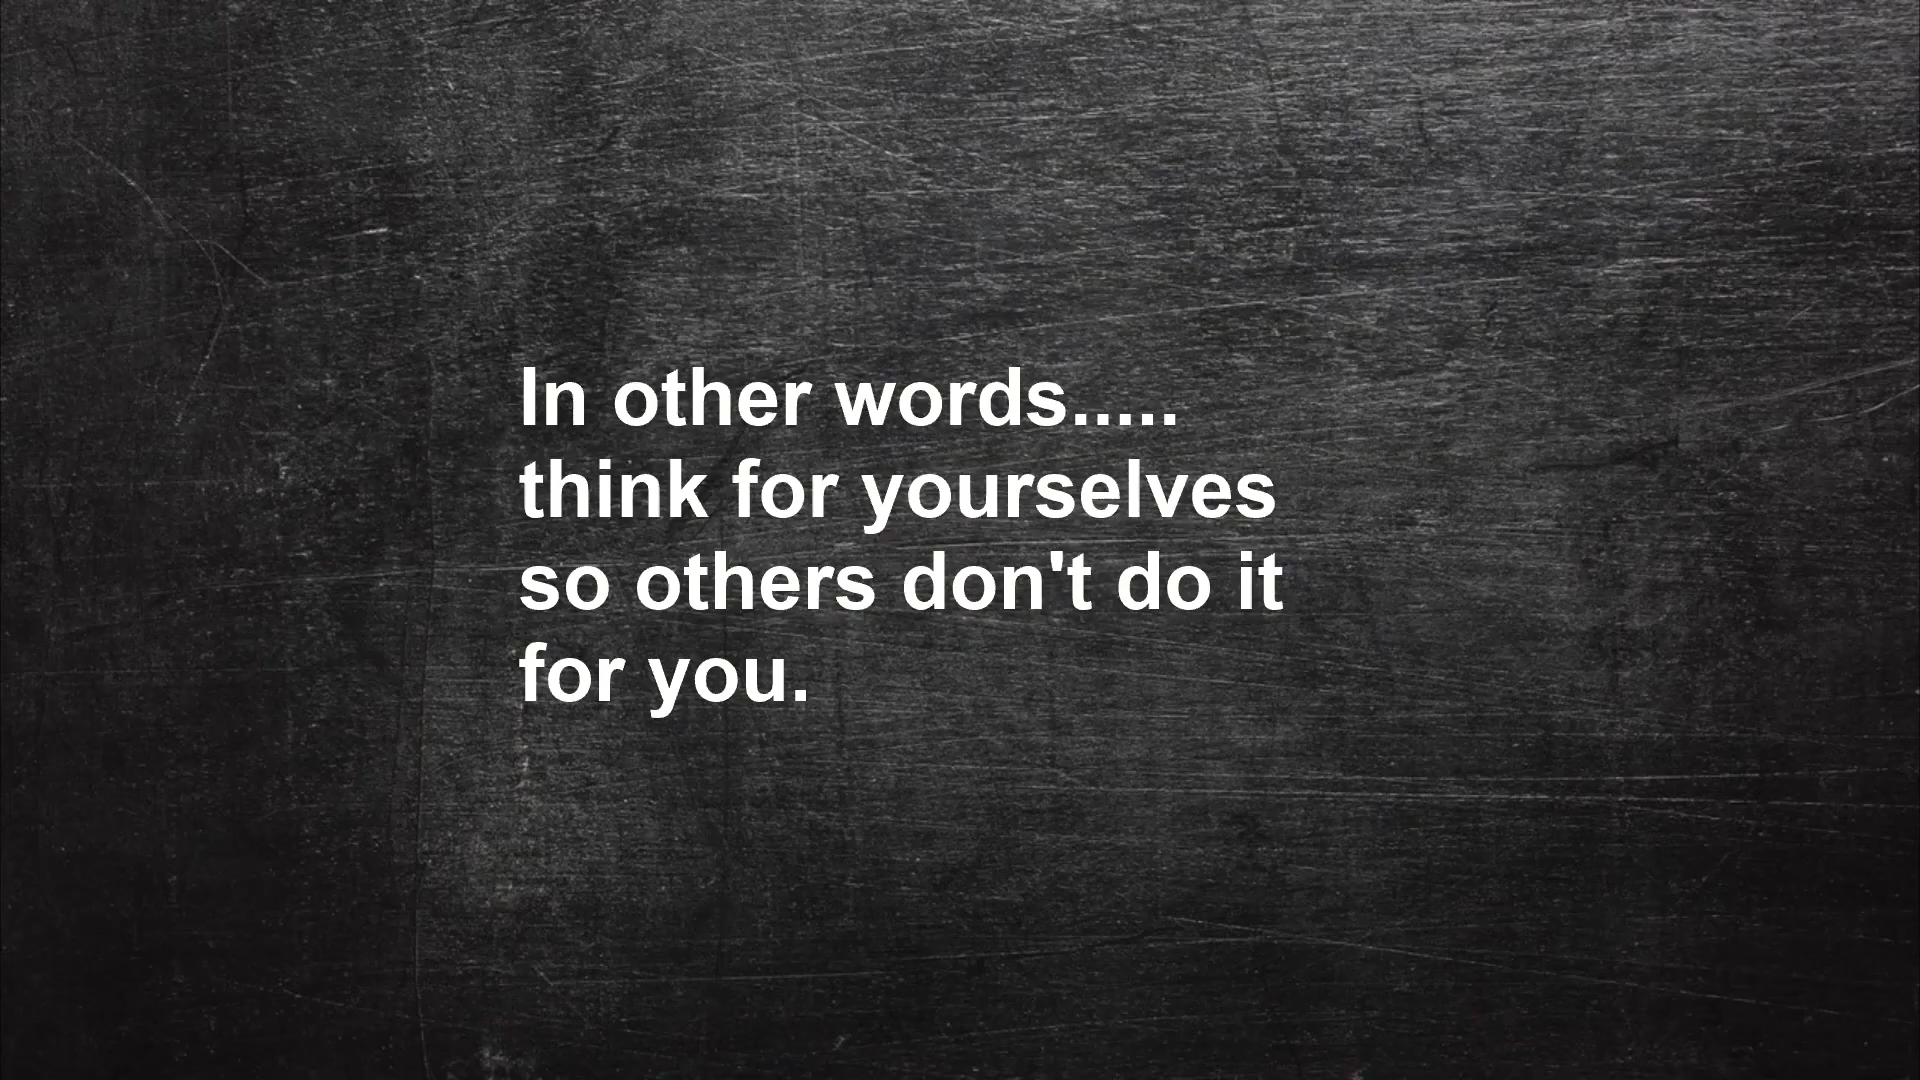 In other words.....
think for yourselves
so others don't do it
for you.